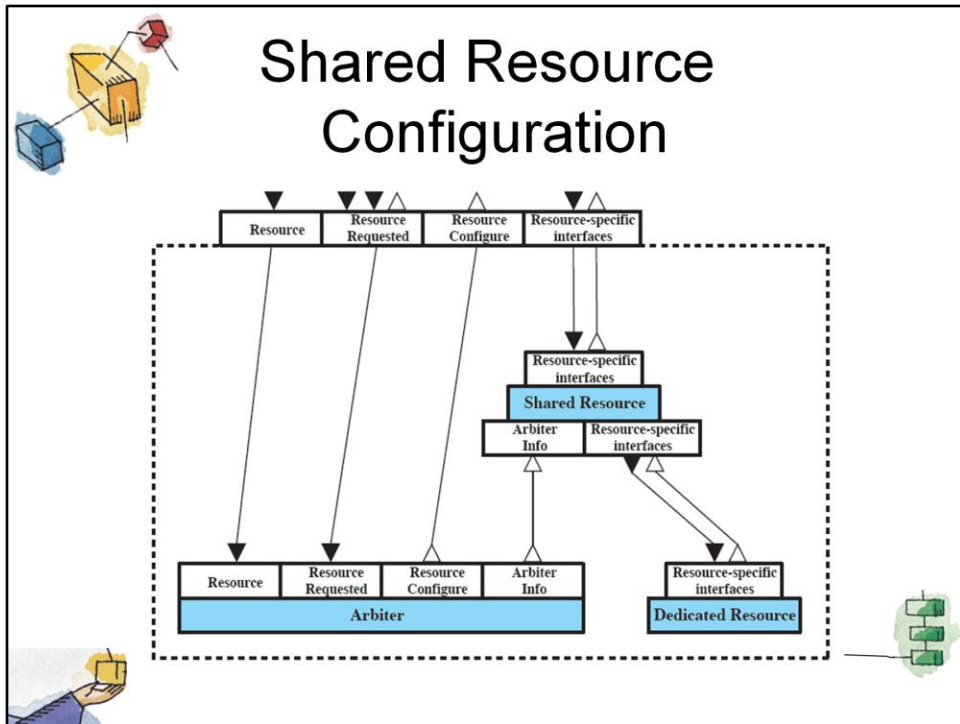 Shared Resource
Configuration
Resource
Resource
Requested
Resource
Configure
Resource-specific
interfaces
Resource-specific
interfaces
Shared Resource
Arbiter
Info
Resource-specific
interfaces
Resource
Resource
Requested
Resource
Configure
Arbiter
Info
Arbiter
Resource-specific
interfaces
Dedicated Resource